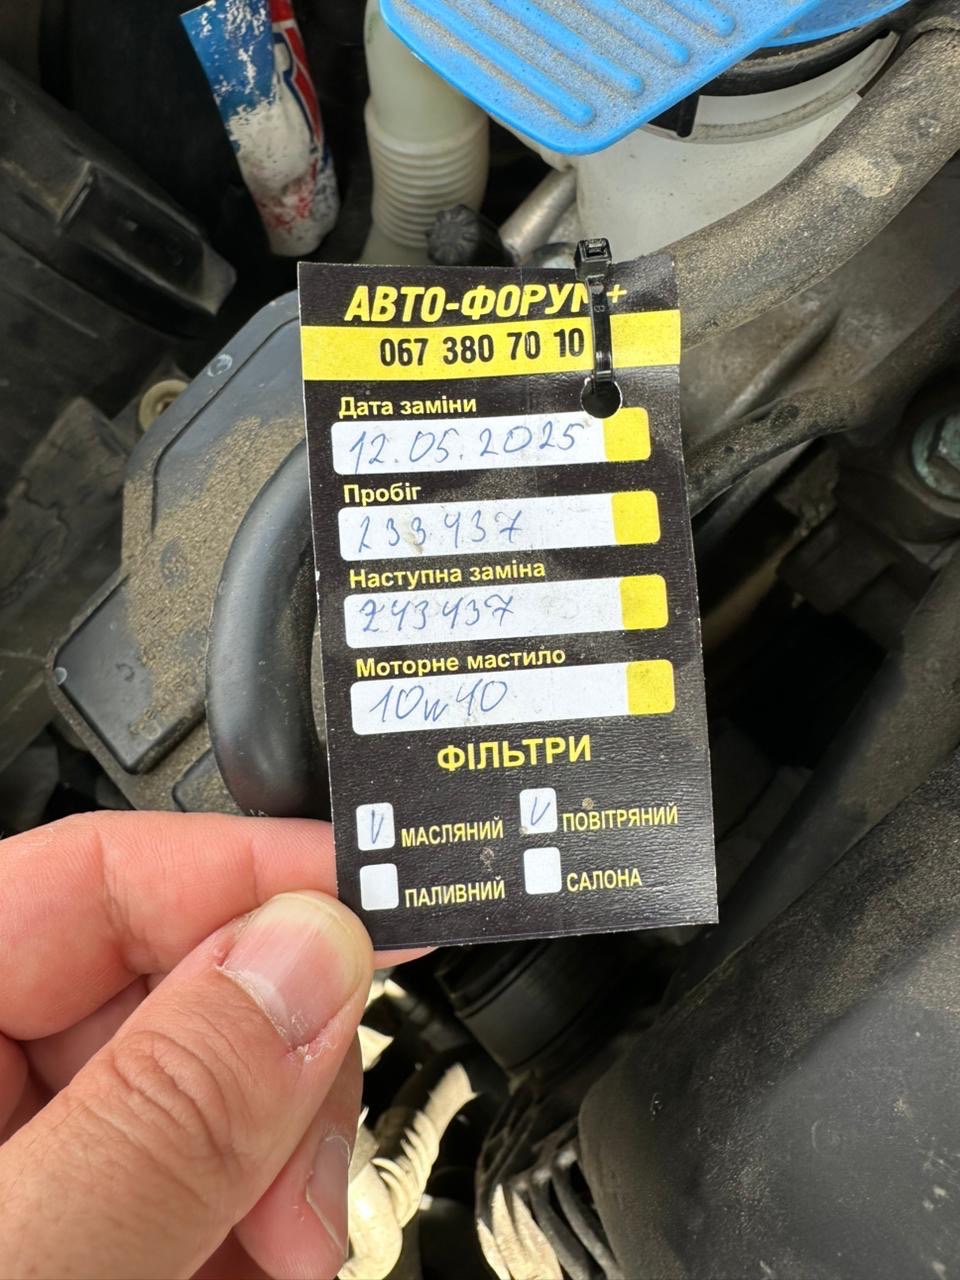 АВТО-ФОРУМ+
067 380 70 10
Дата заміни
12.05.2025
Пробіг
233437
Наступна заміна
243437
Моторне мастило
10w40
ФІЛЬТРИ
V МАСЛЯНИЙ V ПОВІТРЯНИЙ
ПАЛИВНИЙ САЛОНА